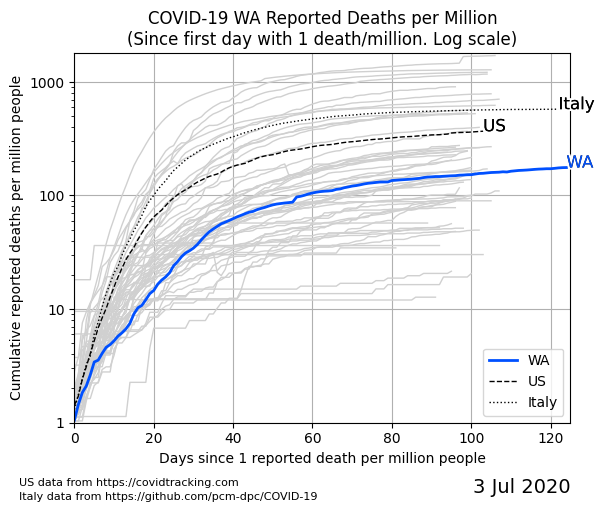 COVID-19 WA Reported Deaths per Million
(Since first day with 1 death/million. Log scale)
Cumulative reported deaths per million people
1000
100
10
1
Italy
US
WA
WA
US
Italy
0 20 40 60 80 100 120
Days since 1 reported death per million people
US data from https://covidtracking.com
Italy data from https://github.com/pcm-dpc/COVID-19
3 Jul 2020